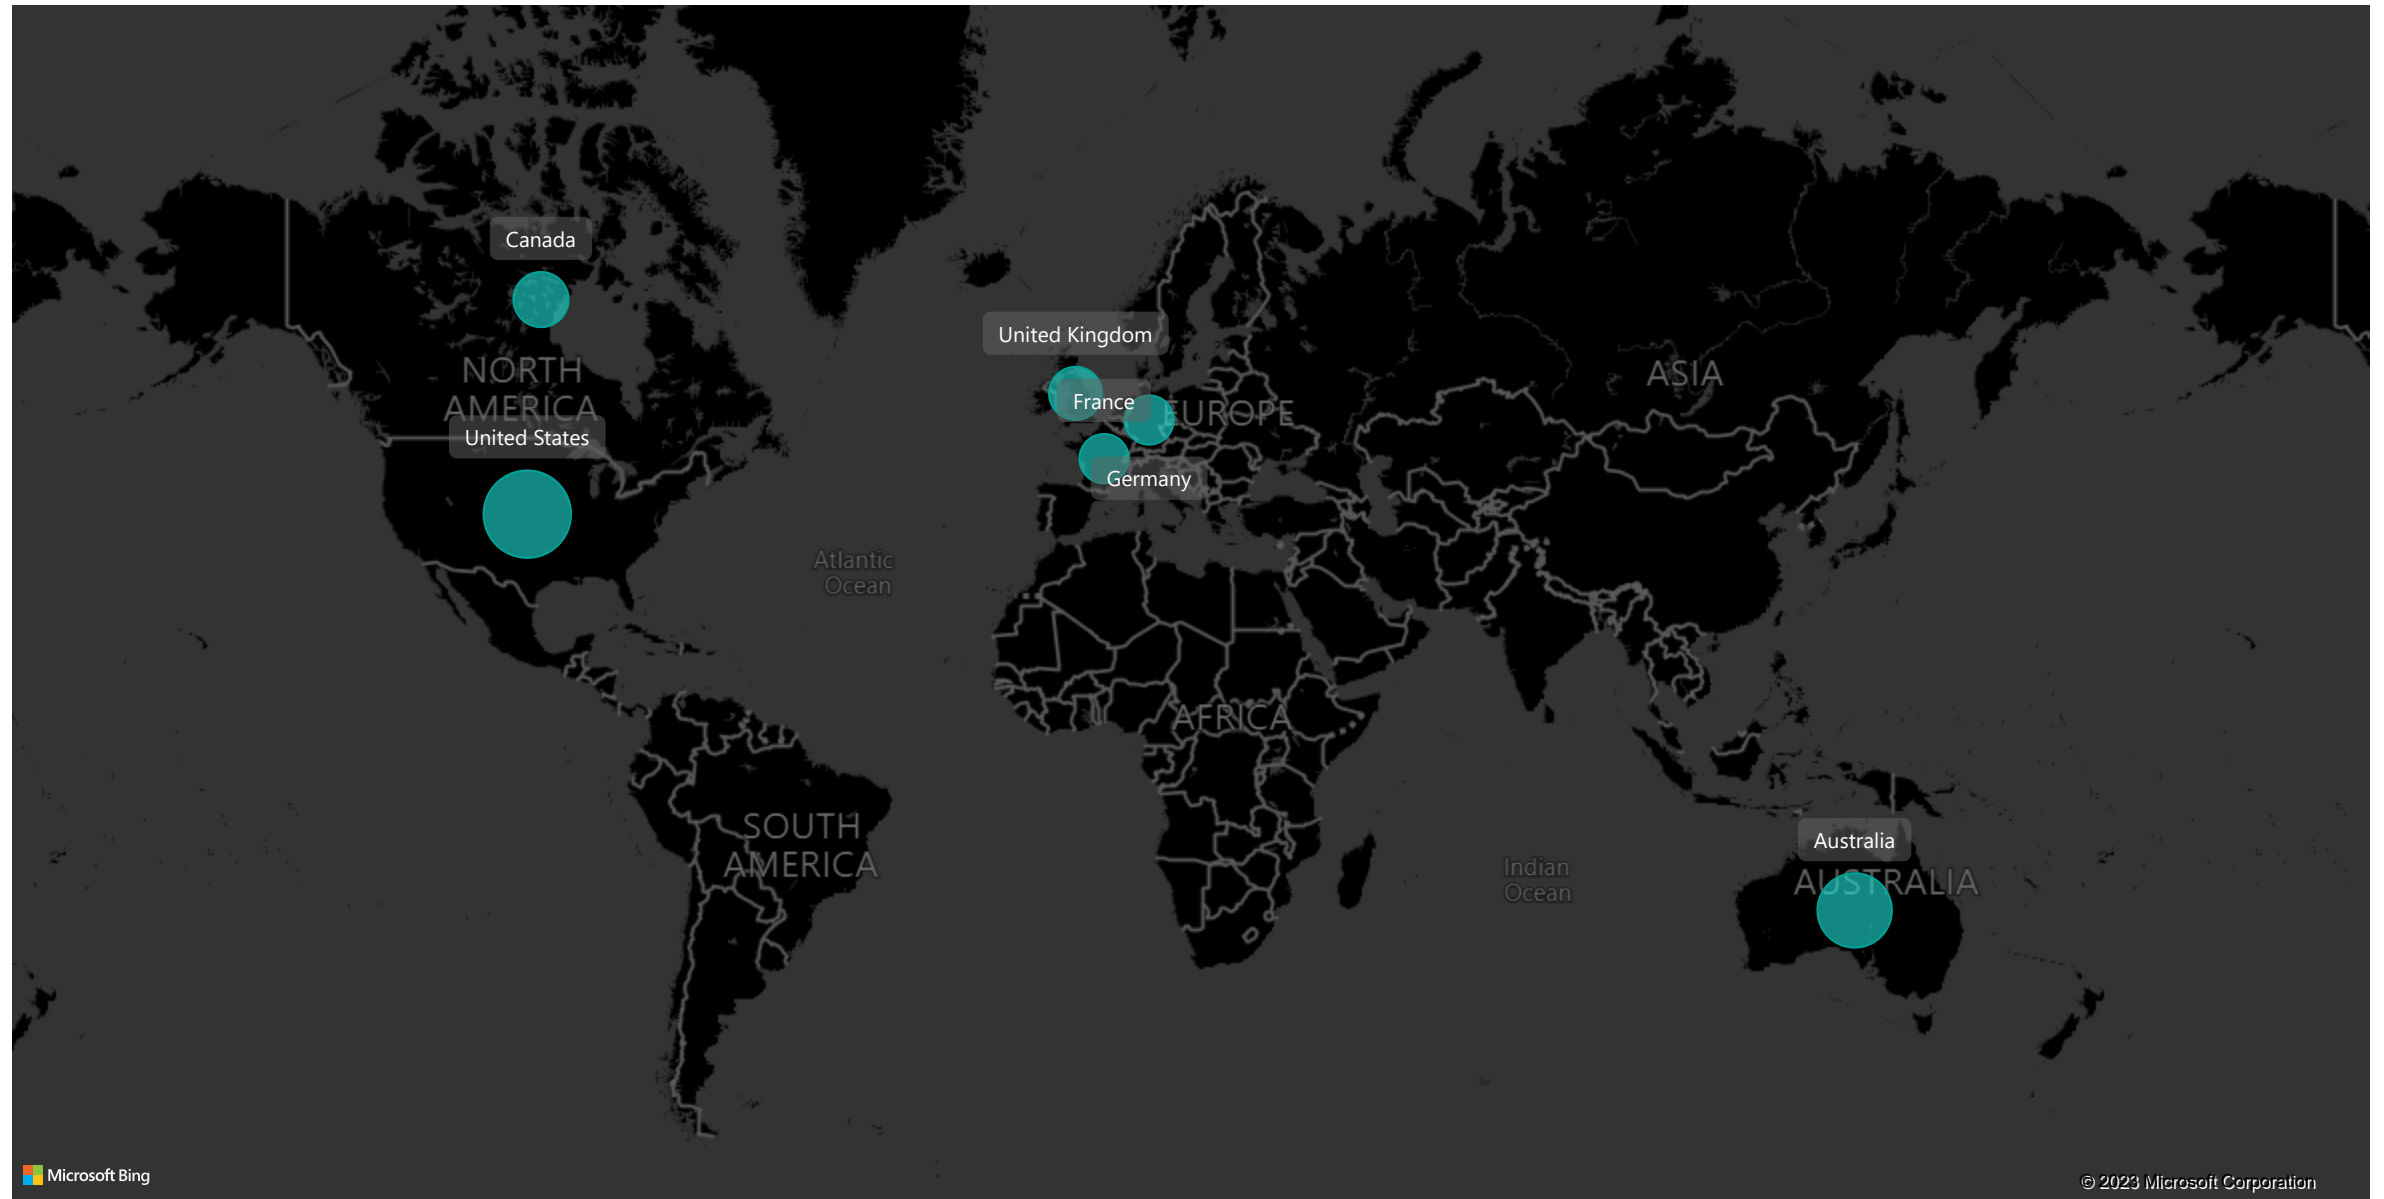 Canada
United Kingdom
NORTH
AMERICA
ASIA
France
EUROPE
United States
Germany
Atlantic
Ocean
AFRICA
SOUTH
AMERICA
Australia
Indian
Ocean
AUSTRALIA
Microsoft Bing
© 2023 Microsoft Corporation